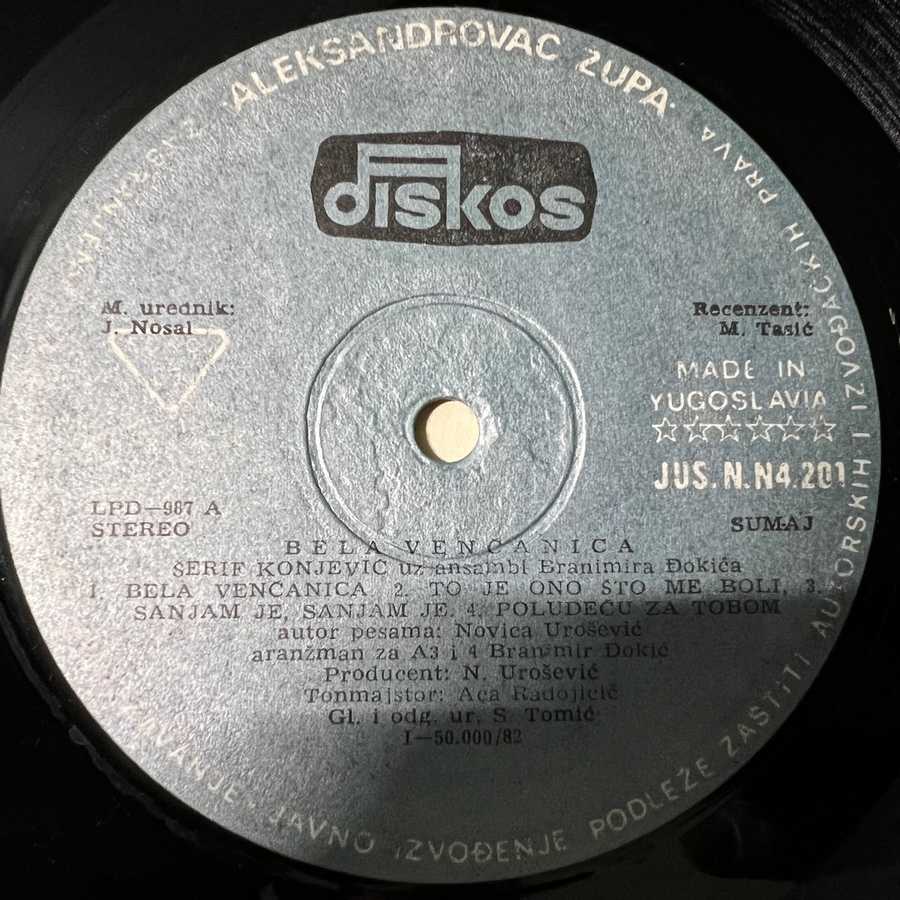 ALEKSANDROVAC ŽUPA
diskos
M. urednik:
J. Nosal
Recenzent:
M. Tasić
MADE IN
YUGOSLAVIA
JUS.N.N4.201
LPD—987 A
STEREO
SUMAJ
BELA VENČANICA
ŠERIF KONJEVIĆ uz ansambl Branimira Đokića
1. BELA VENČANICA 2. TO JE ONO ŠTO ME BOLI, 3.
SANJAM JE, SANJAM JE, 4. POLUDEĆU ZA TOBOM
autor pesama: Novica Urošević
aranžman za A3 i 4 Branimir Đokić
Producent: N. Urošević
Tonmajstor: Aca Radojičić
Gl. i odg. ur. S. Tomić
I—50.000/82
JAVNO IZVOĐENJE PODLEŽE ZAŠTITI AUTORSKIH I IZVOĐAČKIH PRAVA